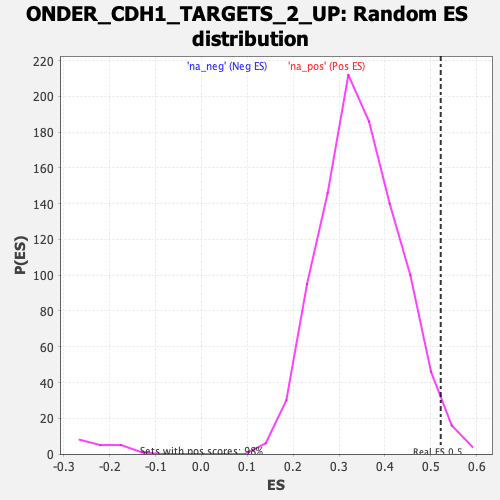 ONDER_CDH1_TARGETS_2_UP: Random ES
distribution
'na_neg' (Neg ES) 'na_pos' (Pos ES)
220
200
180
160
140
120
100
80
60
40
20
0
P(ES)
Sets with pos scores: 98%
Real ES 0.5
-0.3 -0.2 -0.1 0.0 0.1 0.2 0.3 0.4 0.5 0.6
ES